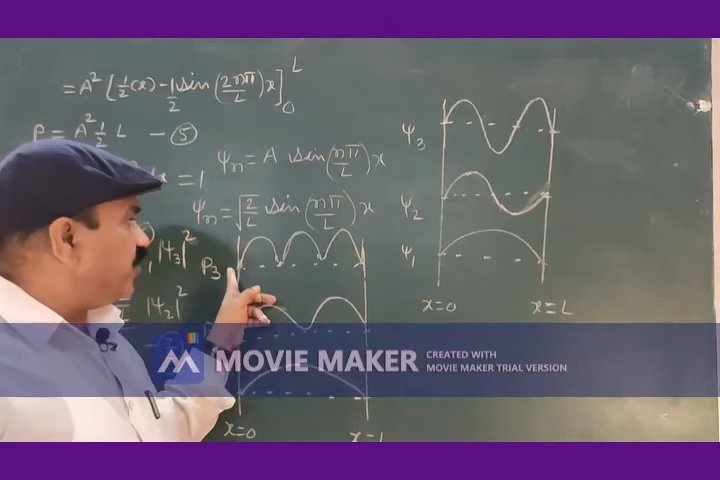 = A² [ ½(x) - ½ sin (2nπ/L) x ]₀ᴸ
P = A² ½ L — ⑤
= 1
ψₙ = A sin (nπ/L) x
ψₙ = √(2/L) sin (nπ/L) x
|ψ₃|²
P₃
|ψ₂|²
x=0
ψ₃
ψ₂
ψ₁
x=0
x=L
MOVIE MAKER
CREATED WITH
MOVIE MAKER TRIAL VERSION